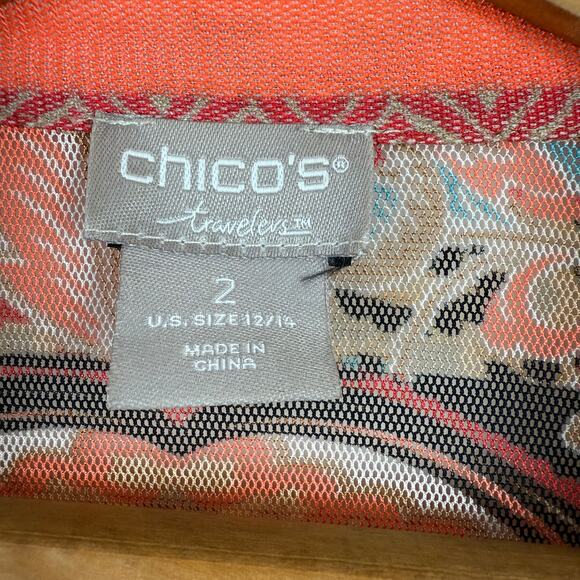 chico's®
travelers™
2
U.S. SIZE 12/14
MADE IN
CHINA